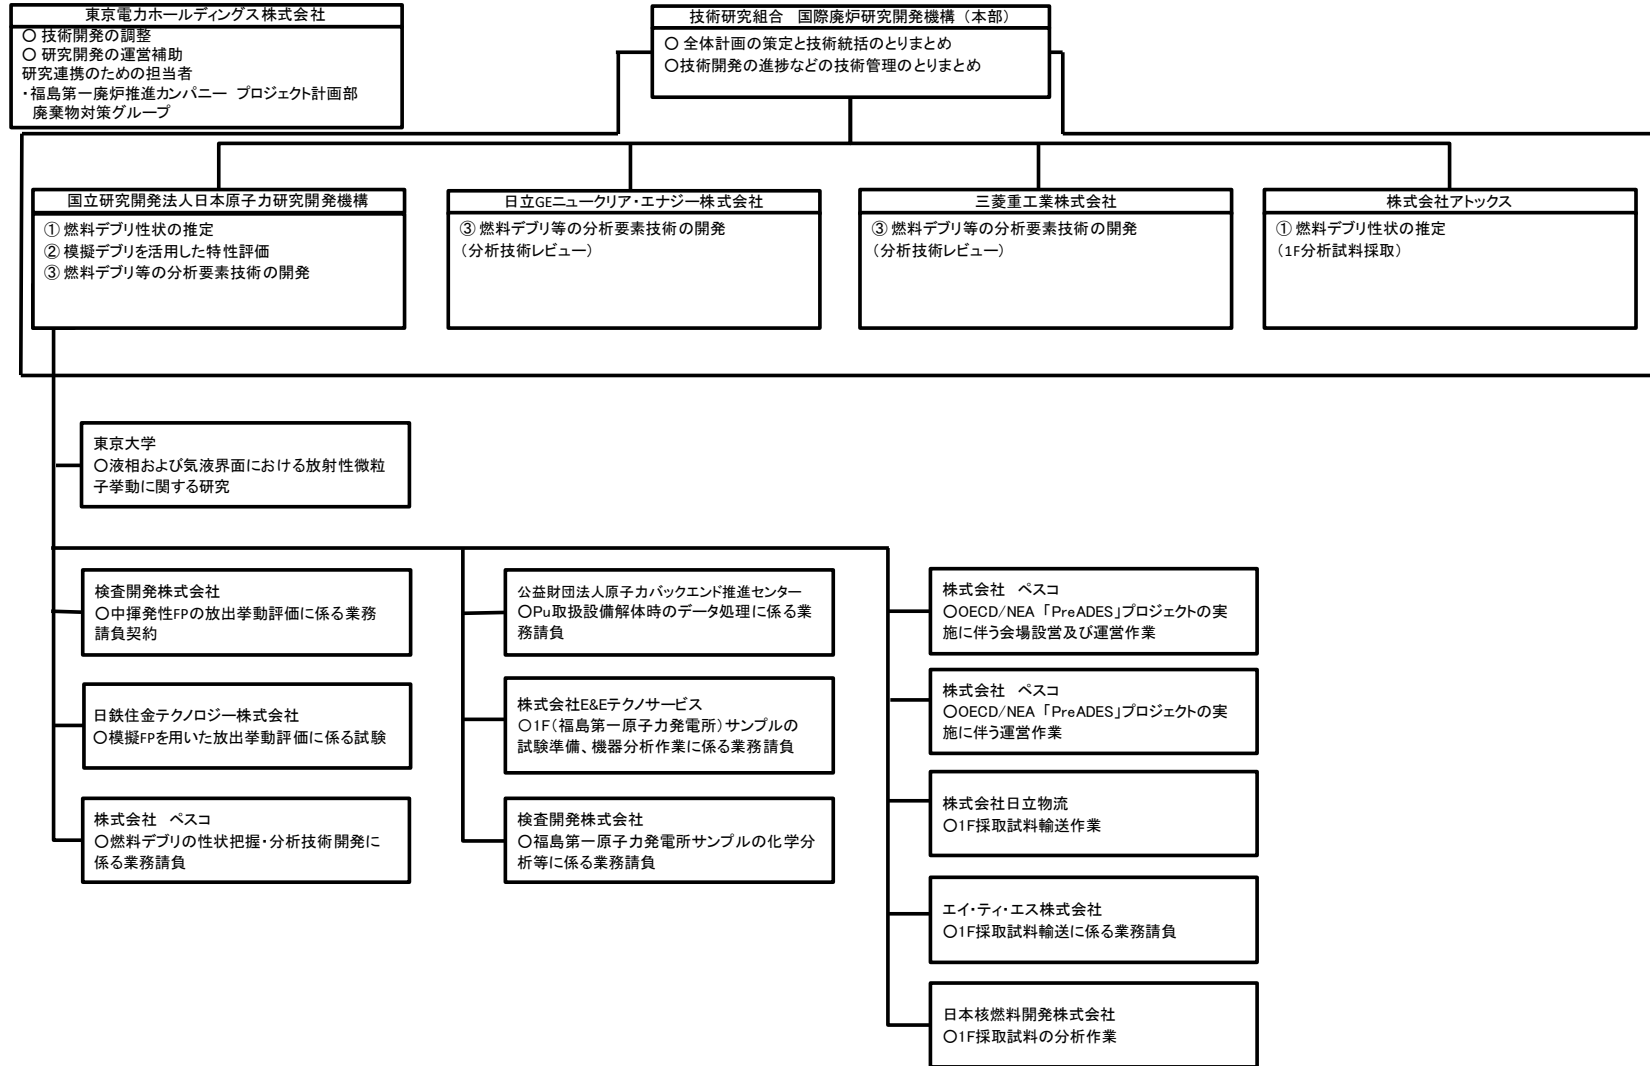 東京電力ホールディングス株式会社
○ 技術開発の調整
○ 研究開発の運営補助
研究連携のための担当者
・福島第一廃炉推進カンパニー プロジェクト計画部
廃棄物対策グループ
技術研究組合 国際廃炉研究開発機構（本部）
○ 全体計画の策定と技術統括のとりまとめ
○技術開発の進捗などの技術管理のとりまとめ
国立研究開発法人日本原子力研究開発機構
① 燃料デブリ性状の推定
② 模擬デブリを活用した特性評価
③ 燃料デブリ等の分析要素技術の開発
日立GEニュークリア・エナジー株式会社
③ 燃料デブリ等の分析要素技術の開発
（分析技術レビュー）
三菱重工業株式会社
③ 燃料デブリ等の分析要素技術の開発
（分析技術レビュー）
株式会社アトックス
① 燃料デブリ性状の推定
（1F分析試料採取）
東京大学
○液相および気液界面における放射性微粒
子挙動に関する研究
検査開発株式会社
○中揮発性FPの放出挙動評価に係る業務
請負契約
日鉄住金テクノロジー株式会社
○模擬FPを用いた放出挙動評価に係る試験
株式会社 ペスコ
○燃料デブリの性状把握・分析技術開発に
係る業務請負
公益財団法人原子力バックエンド推進センター
○Pu取扱設備解体時のデータ処理に係る業
務請負
株式会社E&Eテクノサービス
○1F（福島第一原子力発電所）サンプルの
試験準備、機器分析作業に係る業務請負
検査開発株式会社
○福島第一原子力発電所サンプルの化学分
析等に係る業務請負
株式会社 ペスコ
○OECD/NEA 「PreADES」プロジェクトの実
施に伴う会場設営及び運営作業
株式会社 ペスコ
○OECD/NEA 「PreADES」プロジェクトの実
施に伴う運営作業
株式会社日立物流
○1F採取試料輸送作業
エイ・ティ・エス株式会社
○1F採取試料輸送に係る業務請負
日本核燃料開発株式会社
○1F採取試料の分析作業